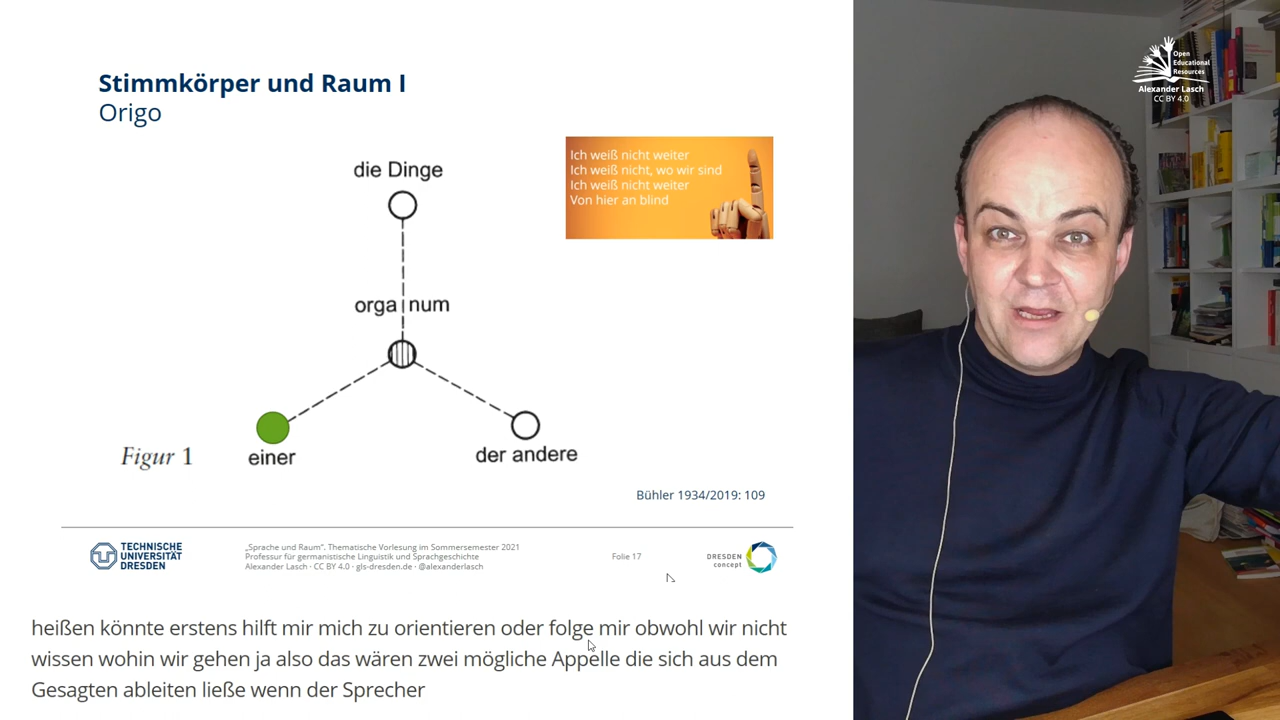 Stimmkörper und Raum I
Origo
die Dinge
Ich weiß nicht weiter
Ich weiß nicht, wo wir sind
Ich weiß nicht weiter
Von hier an blind
orga num
einer
der andere
Figur 1
Bühler 1934/2019: 109
TECHNISCHE
UNIVERSITÄT
DRESDEN
„Sprache und Raum“. Thematische Vorlesung im Sommersemester 2021
Professur für germanistische Linguistik und Sprachgeschichte
Alexander Lasch · CC BY 4.0 · gls-dresden.de · @alexanderlasch
Folie 17
DRESDEN
concept
heißen könnte erstens hilft mir mich zu orientieren oder folge mir obwohl wir nicht
wissen wohin wir gehen ja also das wären zwei mögliche Appelle die sich aus dem
Gesagten ableiten ließe wenn der Sprecher
Open
Educational
Resources
Alexander Lasch
CC BY 4.0